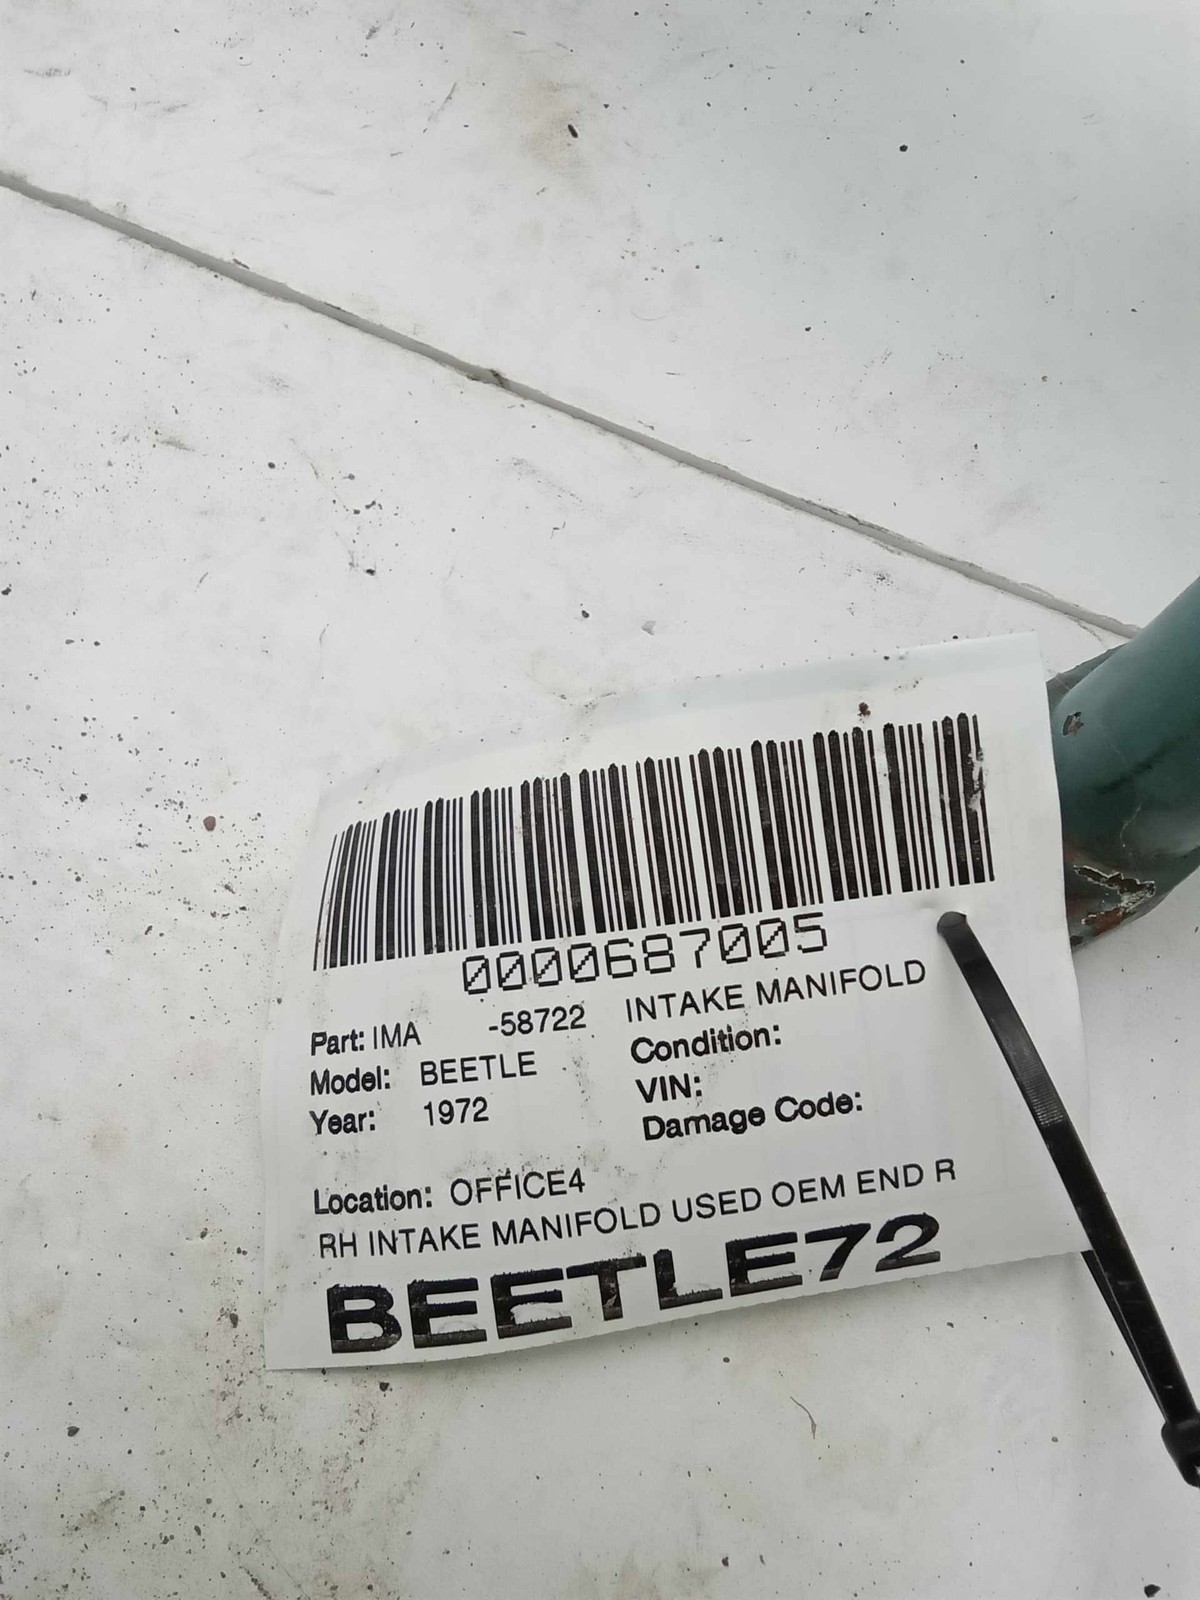 0000687005
Part: IMA -58722 INTAKE MANIFOLD
Model: BEETLE Condition:
Year: 1972 VIN:
Damage Code:
Location: OFFICE4
RH INTAKE MANIFOLD USED OEM END R
BEETLE72